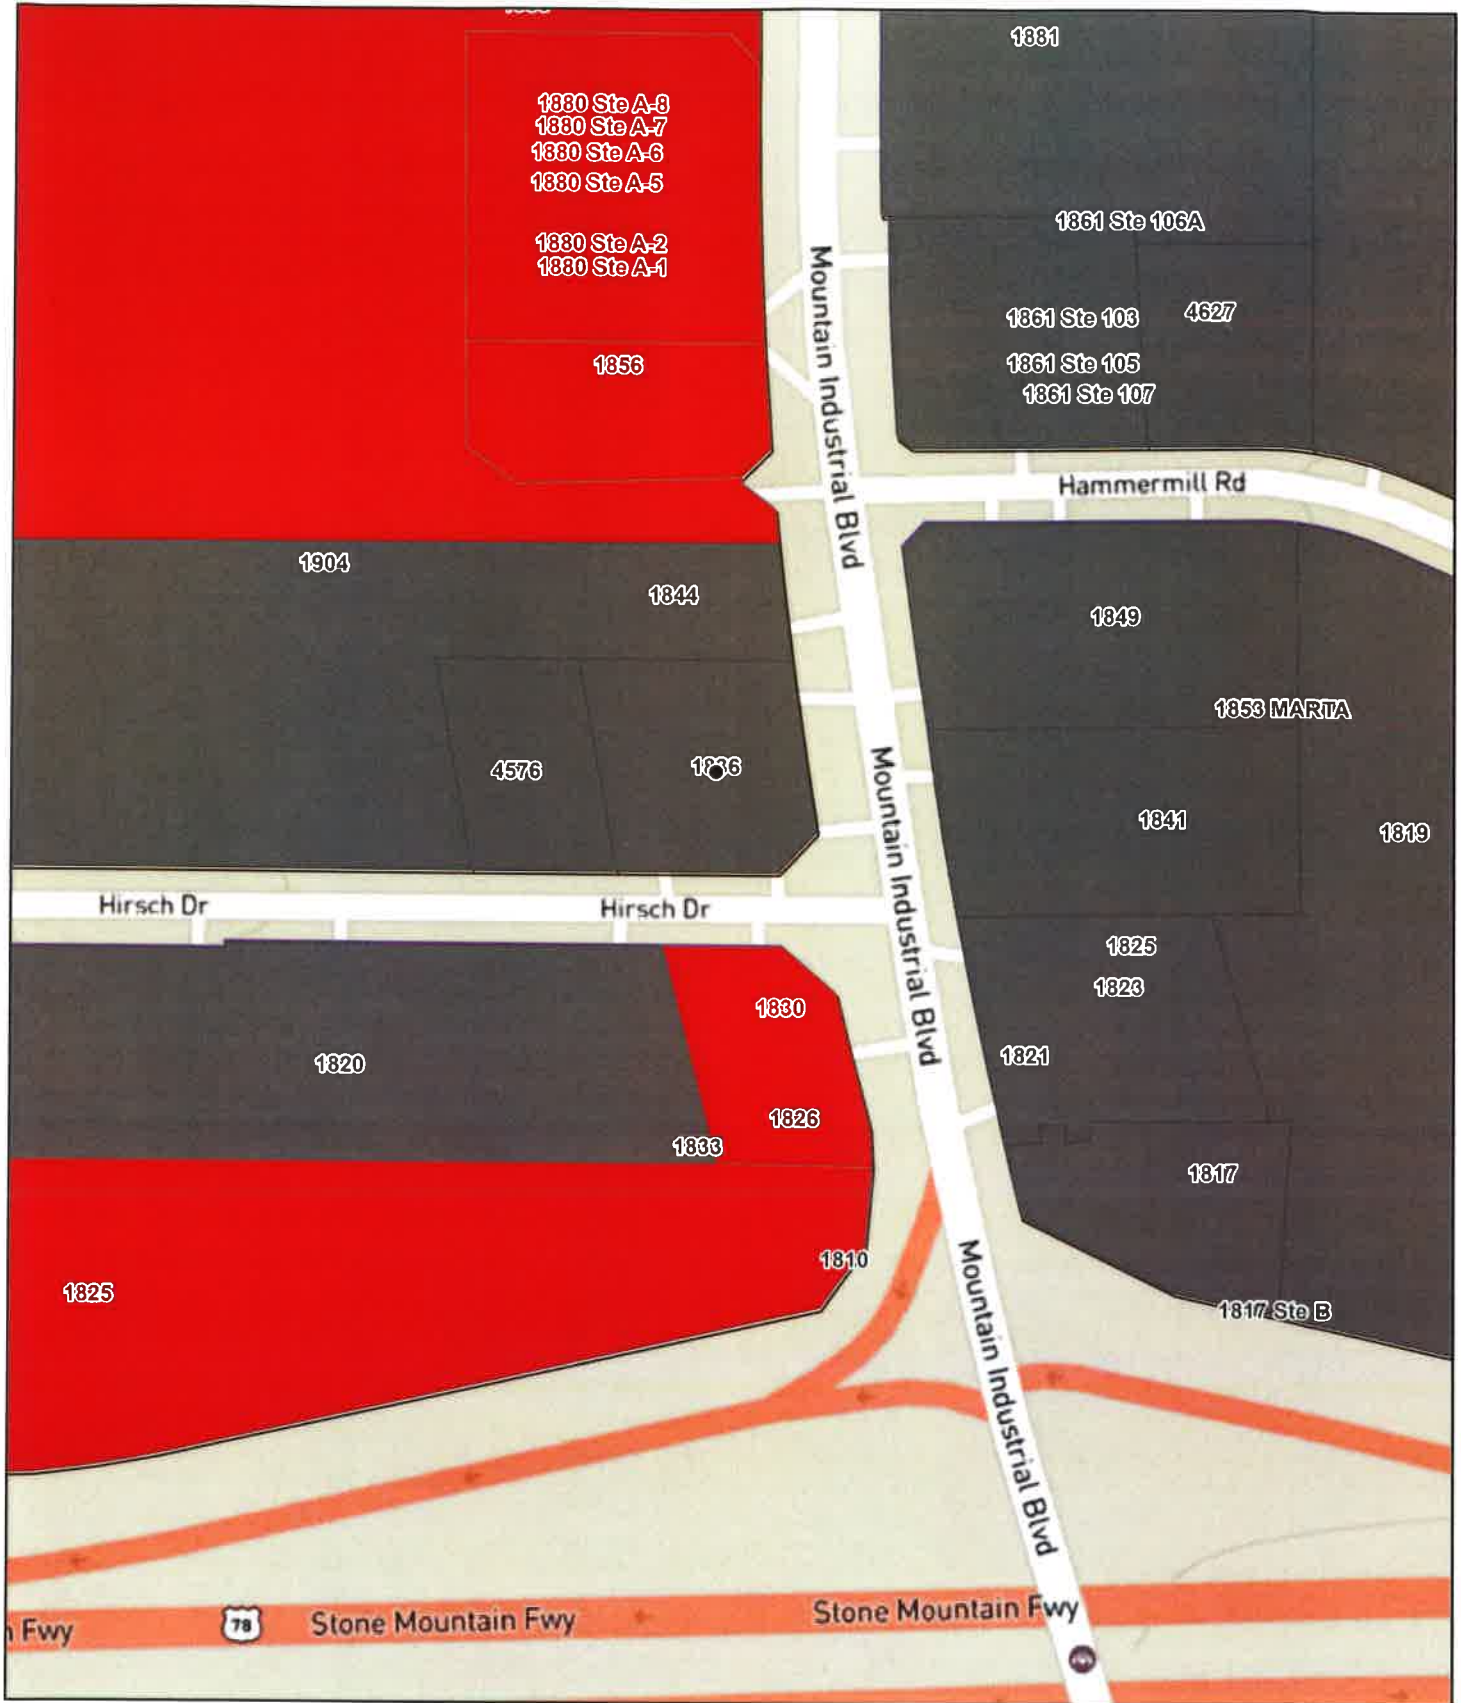 1881
1880 Ste A-8
1880 Ste A-7
1880 Ste A-6
1880 Ste A-5
1861 Ste 106A
1880 Ste A-2
1880 Ste A-1
Mountain Industrial Blvd
1861 Ste 103
4627
1856
1861 Ste 105
1861 Ste 107
Hammermill Rd
1904
1844
1849
1853 MARTA
4576
Mountain Industrial Blvd
1841
1819
Hirsch Dr
Hirsch Dr
1825
1823
1830
1820
1821
1826
1833
1817
1810
1825
Mountain Industrial Blvd
1817 Ste B
78
Stone Mountain Fwy
Stone Mountain Fwy
Fwy